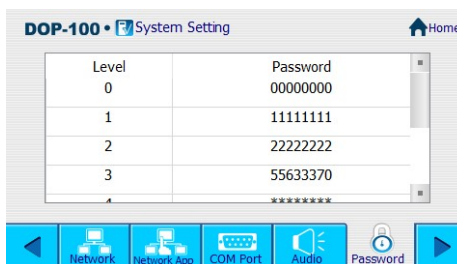 DOP-100 • System Setting Home
Level Password
0 00000000
1 11111111
2 22222222
3 55633370
4 ********
Network Network App COM Port Audio Password